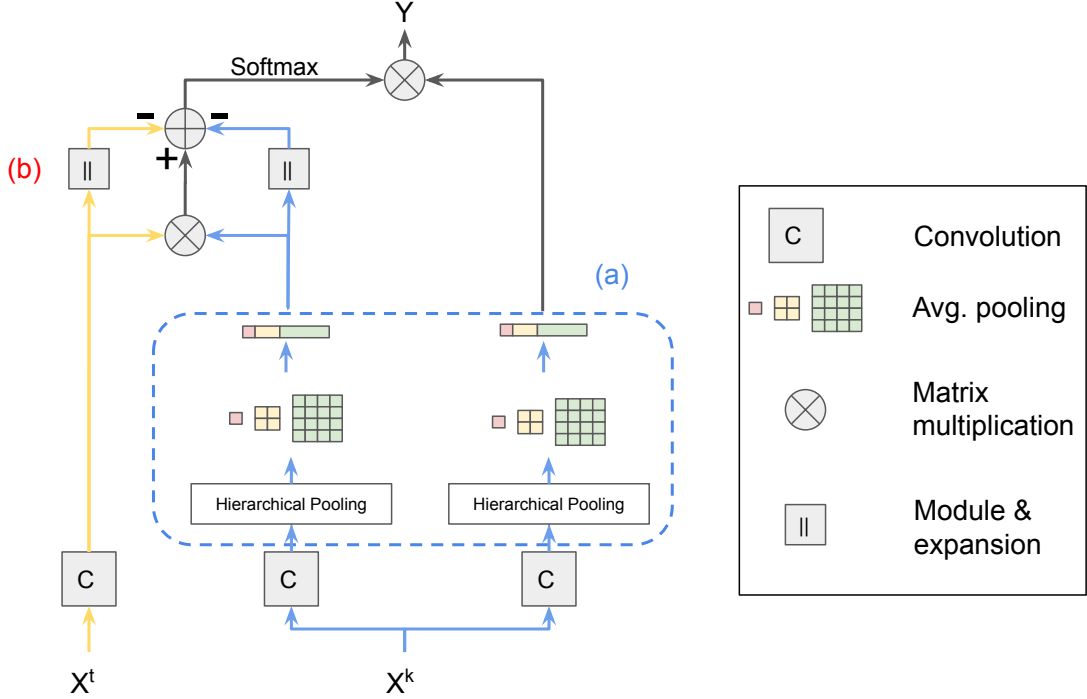 Y
Softmax
-
-
+
(b)
||
||
(a)
Hierarchical Pooling
Hierarchical Pooling
C
C
C
X^t
X^k
C
Convolution
Avg. pooling
Matrix
multiplication
||
Module &
expansion